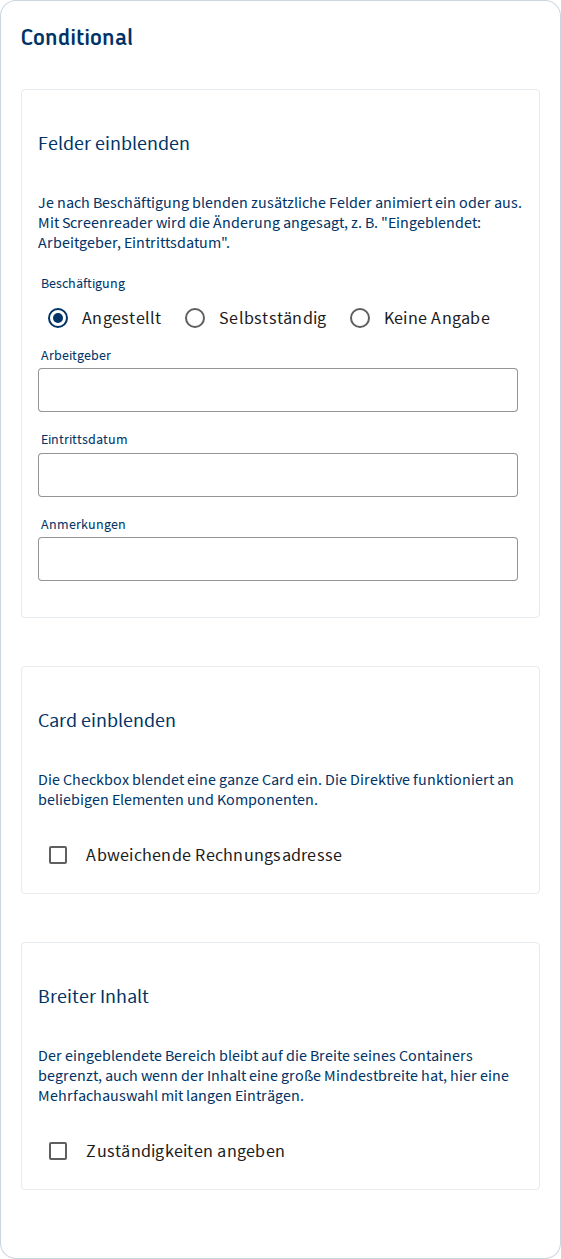 Conditional
Felder einblenden
Je nach Beschäftigung blenden zusätzliche Felder animiert ein oder aus.
Mit Screenreader wird die Änderung angesagt, z. B. "Eingeblendet:
Arbeitgeber, Eintrittsdatum".
Beschäftigung
Angestellt Selbstständig Keine Angabe
Arbeitgeber
Eintrittsdatum
Anmerkungen
Card einblenden
Die Checkbox blendet eine ganze Card ein. Die Direktive funktioniert an
beliebigen Elementen und Komponenten.
Abweichende Rechnungsadresse
Breiter Inhalt
Der eingeblendete Bereich bleibt auf die Breite seines Containers
begrenzt, auch wenn der Inhalt eine große Mindestbreite hat, hier eine
Mehrfachauswahl mit langen Einträgen.
Zuständigkeiten angeben